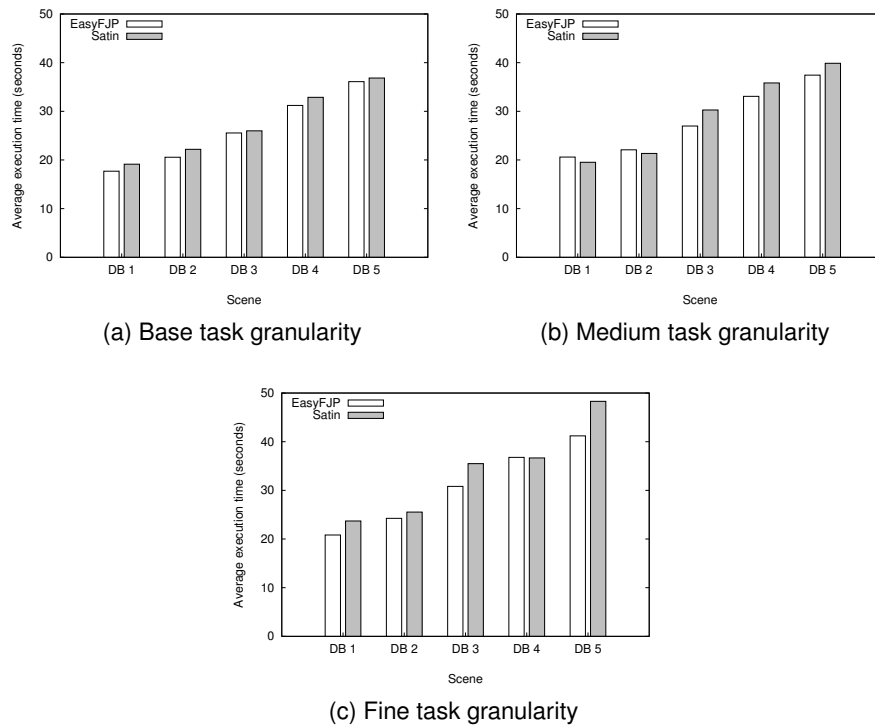 EasyFJP
Satin
Average execution time (seconds)
50
40
30
20
10
0
DB 1 DB 2 DB 3 DB 4 DB 5
Scene
(a) Base task granularity
EasyFJP
Satin
Average execution time (seconds)
50
40
30
20
10
0
DB 1 DB 2 DB 3 DB 4 DB 5
Scene
(b) Medium task granularity
EasyFJP
Satin
Average execution time (seconds)
50
40
30
20
10
0
DB 1 DB 2 DB 3 DB 4 DB 5
Scene
(c) Fine task granularity